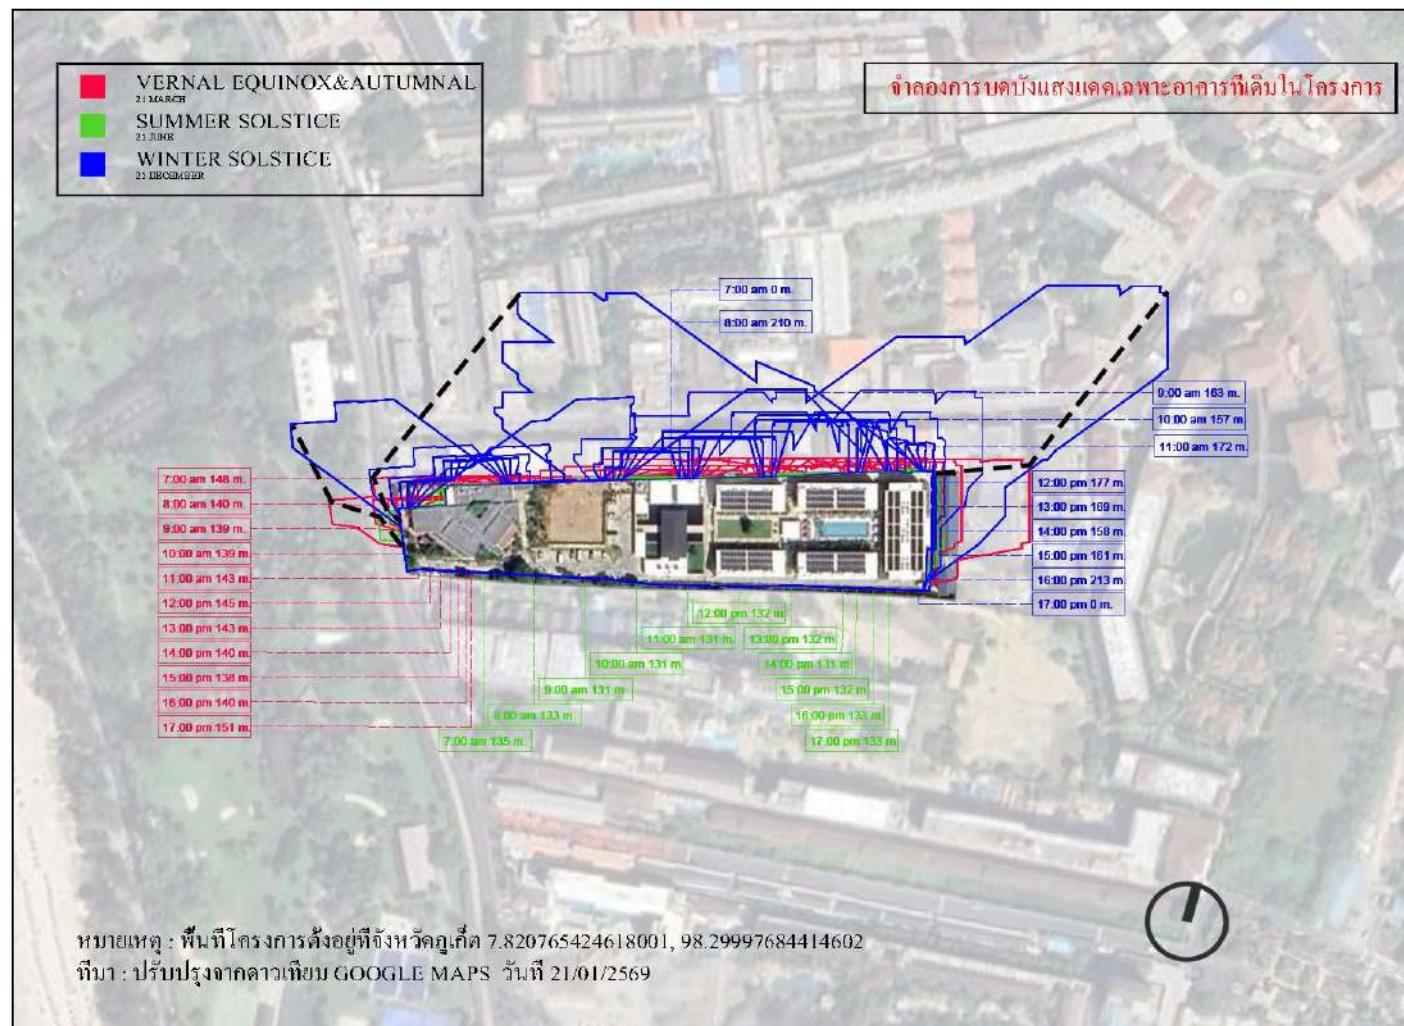 VERNAL EQUINOX&AUTUMNAL
21 MARCH
SUMMER SOLSTICE
21 JUNE
WINTER SOLSTICE
21 DECEMBER
จำลองการบดบังแสงแดดเฉพาะอาคารที่เดิมในโครงการ
7:00 am 0 m.
8:00 am 210 m.
9:00 am 163 m.
10:00 am 157 m.
11:00 am 172 m.
12:00 pm 177 m.
13:00 pm 169 m.
14:00 pm 158 m.
15:00 pm 161 m.
16:00 pm 213 m.
17:00 pm 0 m.
7:00 am 148 m.
8:00 am 140 m.
9:00 am 139 m.
10:00 am 139 m.
11:00 am 143 m.
12:00 pm 145 m.
13:00 pm 143 m.
14:00 pm 140 m.
15:00 pm 138 m.
16:00 pm 140 m.
17:00 pm 151 m.
12:00 pm 132 m
11:00 am 131 m.
13:00 pm 132 m
10:00 am 131 m
14:00 pm 131 m
9:00 am 131 m
15:00 pm 132 m
8:00 am 133 m
16:00 pm 133 m
7:00 am 135 m.
17:00 pm 133 m
หมายเหตุ : พื้นที่โครงการตั้งอยู่ที่จังหวัดภูเก็ต 7.820765424618001, 98.29997684414602
ที่มา : ปรับปรุงจากดาวเทียม GOOGLE MAPS วันที่ 21/01/2569